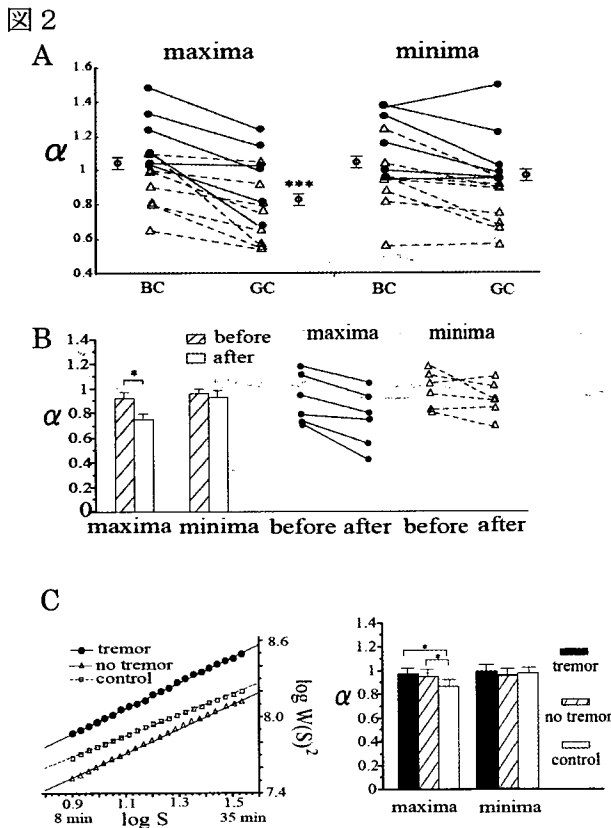 図2
A
maxima
minima
1.6
1.4
1.2
1
0.8
0.6
0.4
α
***
BC
GC
BC
GC
B
1.4
1.2
1
0.8
0.6
0.4
0.2
0
α
before
after
*
maxima
minima
maxima
minima
before
after
before
after
C
tremor
no tremor
control
8.6
8.0
7.4
log W(S)²
0.9
1.1
1.3
1.5
8 min
log S
35 min
1.4
1.2
1
0.8
0.6
0.4
0.2
0
α
*
*
maxima
minima
tremor
no tremor
control